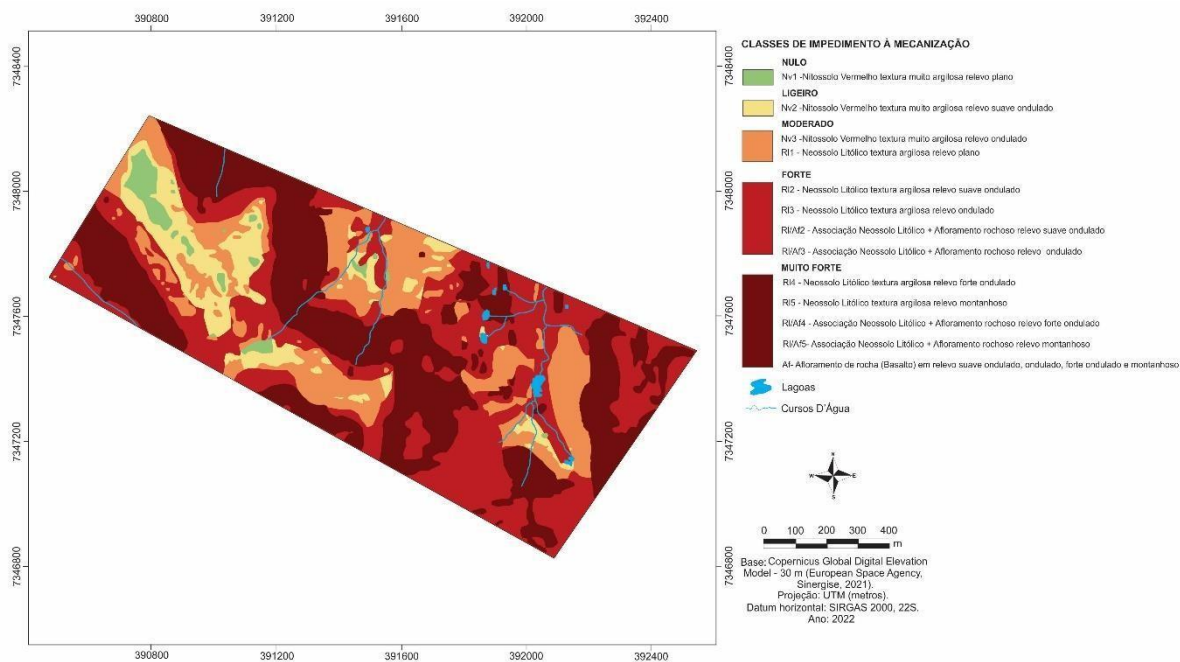 390800 391200 391600 392000 392400
7348400
7348400
7348000
7348000
7347600
7347600
7347200
7347200
7346800
7346800
390800 391200 391600 392000 392400
CLASSES DE IMPEDIMENTO À MECANIZAÇÃO
NULO
Nv1 -Nitossolo Vermelho textura muito argilosa relevo plano
LIGEIRO
Nv2 -Nitossolo Vermelho textura muito argilosa relevo suave ondulado
MODERADO
Nv3 -Nitossolo Vermelho textura muito argilosa relevo ondulado
Rl1 - Neossolo Litólico textura argilosa relevo plano
FORTE
Rl2 - Neossolo Litólico textura argilosa relevo suave ondulado
Rl3 - Neossolo Litólico textura argilosa relevo ondulado
Rl/Af2 - Associação Neossolo Litólico + Afloramento rochoso relevo suave ondulado
Rl/Af3 - Associação Neossolo Litólico + Afloramento rochoso relevo ondulado
MUITO FORTE
Rl4 - Neossolo Litólico textura argilosa relevo forte ondulado
Rl5 - Neossolo Litólico textura argilosa relevo montanhoso
Rl/Af4 - Associação Neossolo Litólico + Afloramento rochoso relevo forte ondulado
Rl/Af5- Associação Neossolo Litólico + Afloramento rochoso relevo montanhoso
Af- Afloramento de rocha (Basalto) em relevo suave ondulado, ondulado, forte ondulado e montanhoso
Lagoas
Cursos D'Água
N
W E
S
0 100 200 300 400
m
Base: Copernicus Global Digital Elevation
Model - 30 m (European Space Agency,
Sinergise, 2021).
Projeção: UTM (metros).
Datum horizontal: SIRGAS 2000, 22S.
Ano: 2022